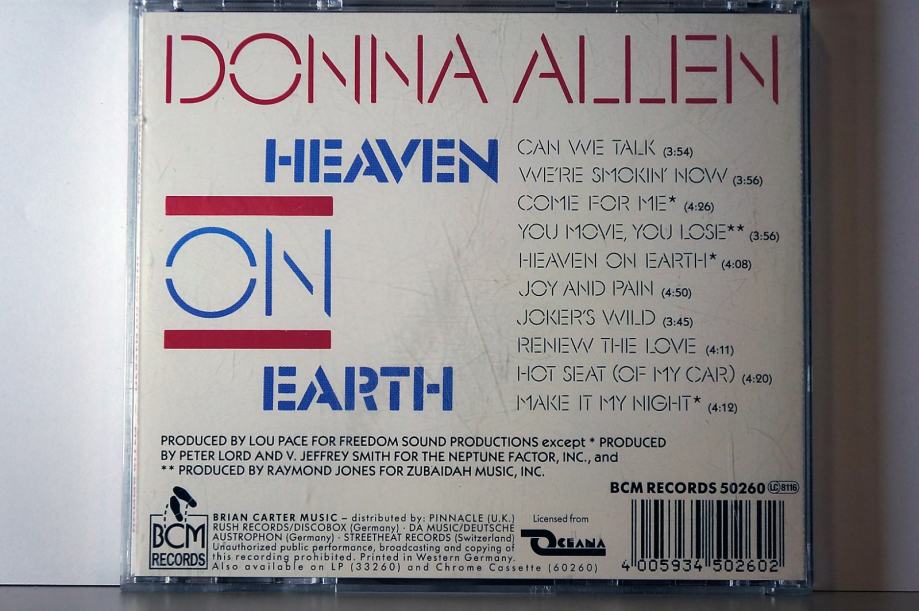 DONNA ALLEN
HEAVEN
ON
EARTH
CAN WE TALK (3:54)
WE'RE SMOKIN' NOW (3:56)
COME FOR ME* (4:26)
YOU MOVE, YOU LOSE** (3:56)
HEAVEN ON EARTH* (4:08)
JOY AND PAIN (4:50)
JOKER'S WILD (3:45)
RENEW THE LOVE (4:11)
HOT SEAT (OF MY CAR) (4:20)
MAKE IT MY NIGHT* (4:12)
PRODUCED BY LOU PACE FOR FREEDOM SOUND PRODUCTIONS except * PRODUCED
BY PETER LORD AND V. JEFFREY SMITH FOR THE NEPTUNE FACTOR, INC., and
** PRODUCED BY RAYMOND JONES FOR ZUBAIDAH MUSIC, INC.
BCM RECORDS 50260 LC 8116
BCM
RECORDS
BRIAN CARTER MUSIC – distributed by: PINNACLE (U.K.)
RUSH RECORDS/DISCOBOX (Germany) · DA MUSIC/DEUTSCHE
AUSTROPHON (Germany) · STREETHEAT RECORDS (Switzerland)
Unauthorized public performance, broadcasting and copying of
this recording prohibited. Printed in Western Germany.
Also available on LP (33260) and Chrome Cassette (60260)
Licensed from
OCEANA
4 005934 502602